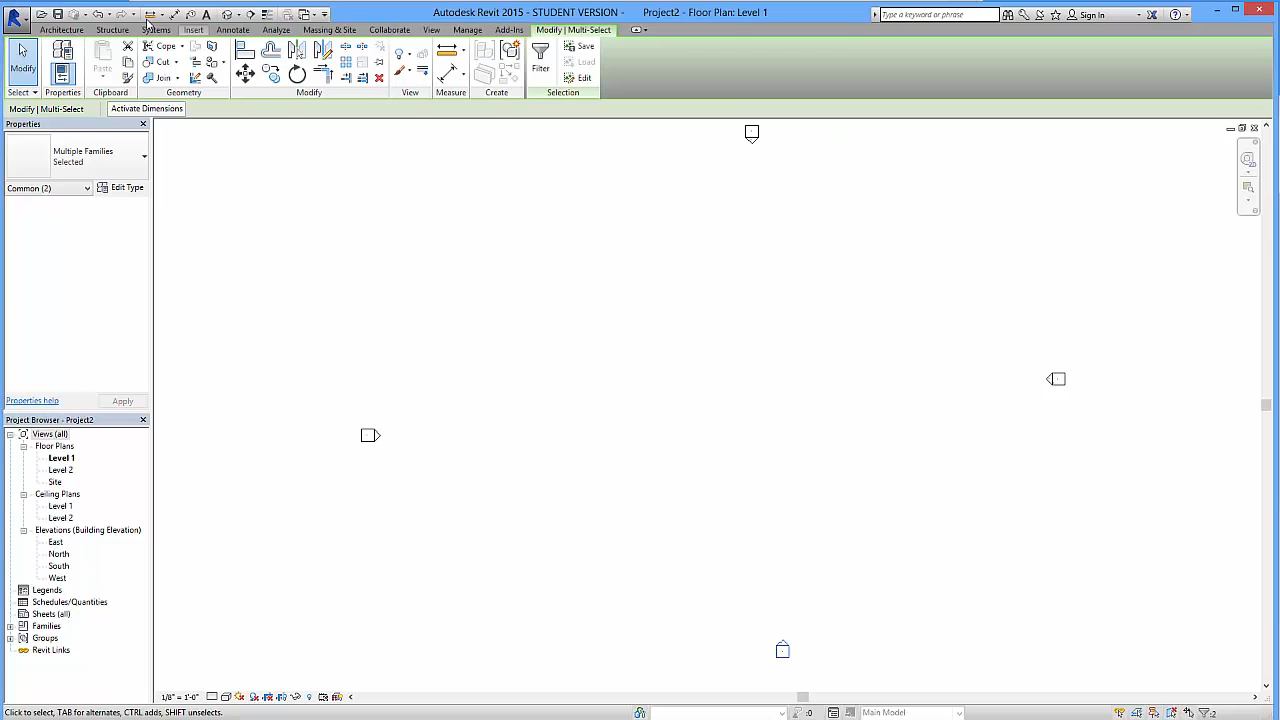 Autodesk Revit 2015 - STUDENT VERSION - Project2 - Floor Plan: Level 1
Type a keyword or phrase
Sign In
Architecture Structure Systems Insert Annotate Analyze Massing & Site Collaborate View Manage Add-Ins Modify | Multi-Select
Modify
Paste
Cope
Cut
Join
Filter
Save
Load
Edit
Select Properties Clipboard Geometry Modify View Measure Create Selection
Modify | Multi-Select Activate Dimensions
Properties
Multiple Families
Selected
Common (2) Edit Type
Properties help Apply
Project Browser - Project2
Views (all)
Floor Plans
Level 1
Level 2
Site
Ceiling Plans
Level 1
Level 2
Elevations (Building Elevation)
East
North
South
West
Legends
Schedules/Quantities
Sheets (all)
Families
Groups
Revit Links
1/8" = 1'-0"
Click to select, TAB for alternates, CTRL adds, SHIFT unselects.
:0
Main Model
:2